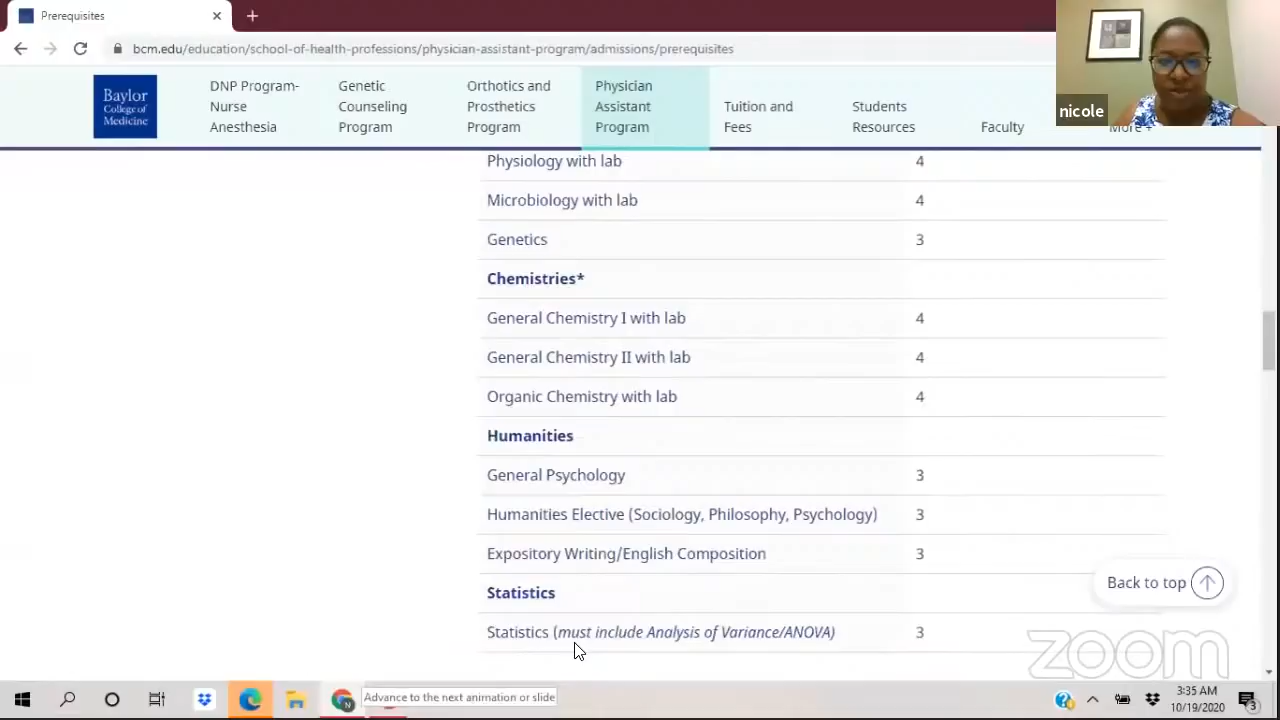 Prerequisites
bcm.edu/education/school-of-health-professions/physician-assistant-program/admissions/prerequisites
nicole
Baylor
College of
Medicine
DNP Program-
Nurse
Anesthesia
Genetic
Counseling
Program
Orthotics and
Prosthetics
Program
Physician
Assistant
Program
Tuition and
Fees
Students
Resources
Faculty
More +
Physiology with lab 4
Microbiology with lab 4
Genetics 3
Chemistries*
General Chemistry I with lab 4
General Chemistry II with lab 4
Organic Chemistry with lab 4
Humanities
General Psychology 3
Humanities Elective (Sociology, Philosophy, Psychology) 3
Expository Writing/English Composition 3
Back to top
Statistics
Statistics (must include Analysis of Variance/ANOVA) 3
zoom
Advance to the next animation or slide
3:35 AM
10/19/2020
3